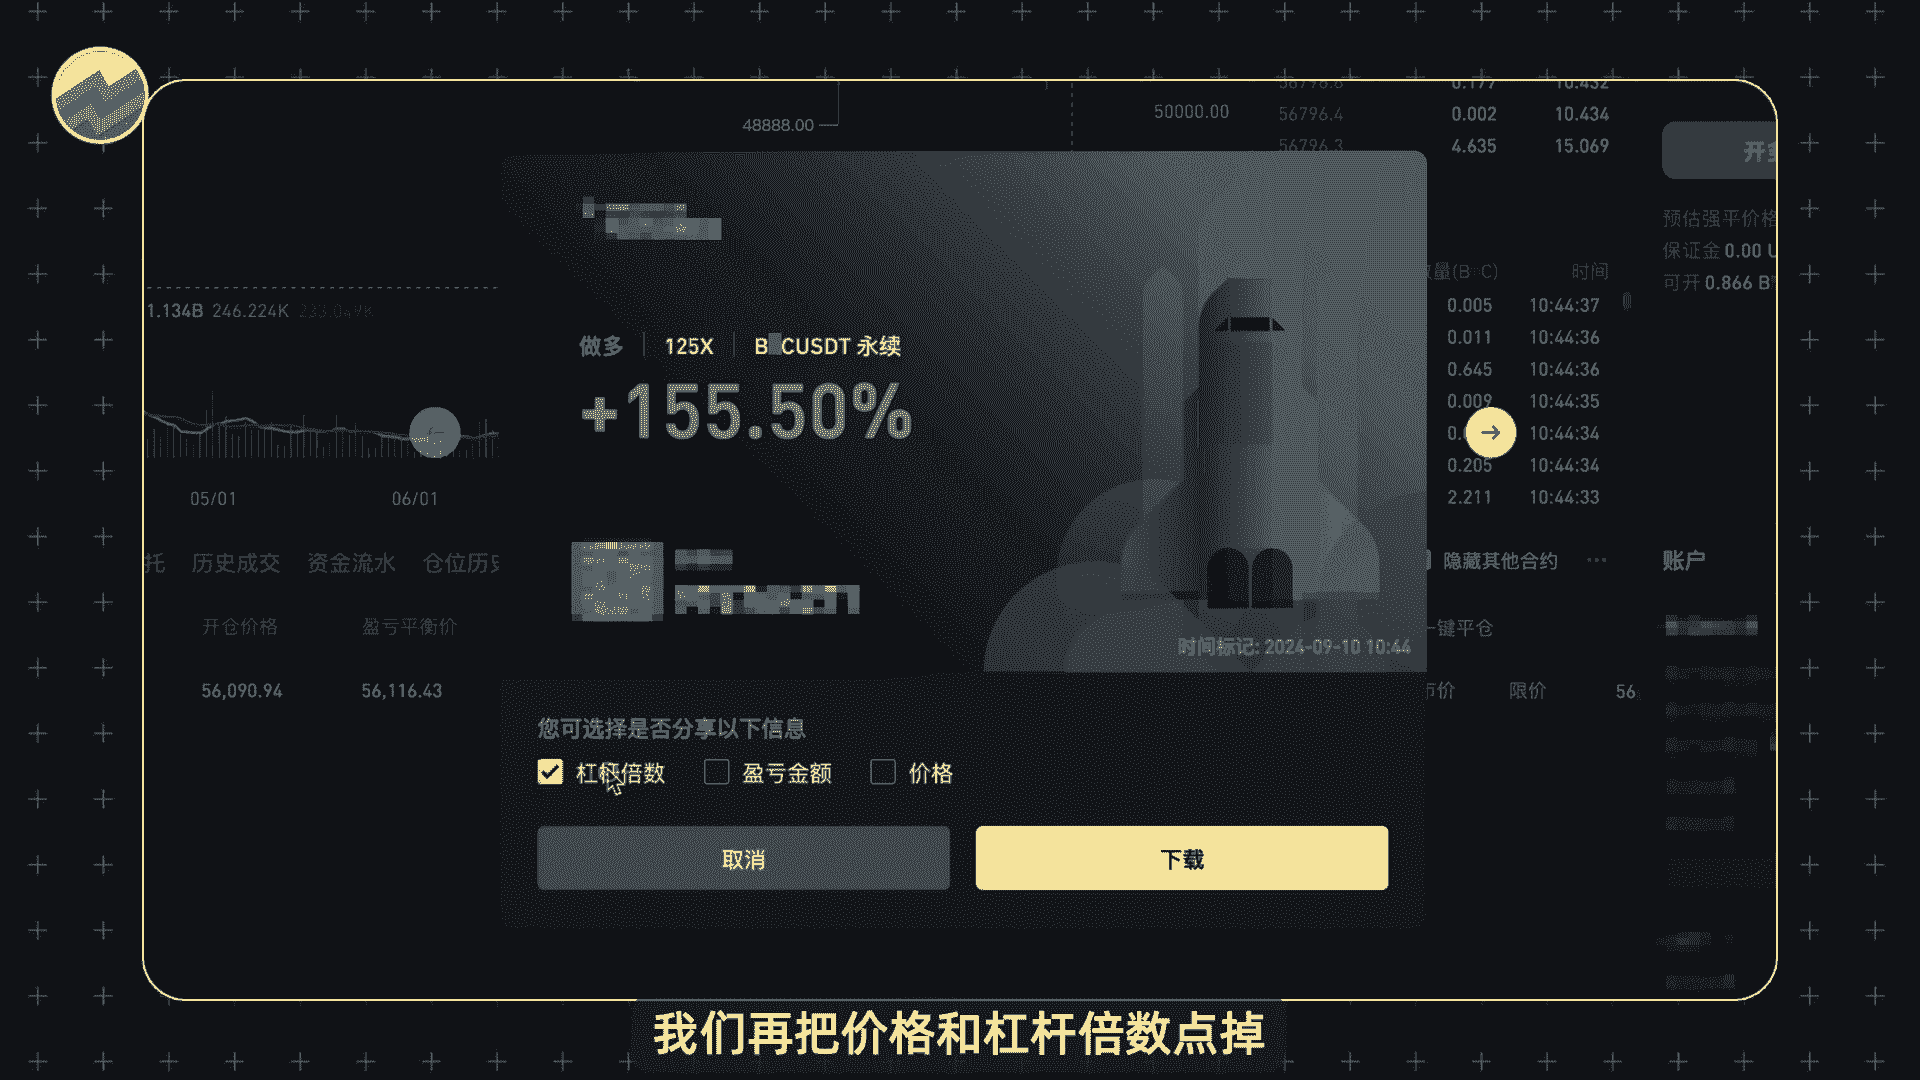 56796.6 0.177 10.432
48888.00
50000.00
56796.4 0.002 10.434
56796.3 4.635 15.069
开
预估强平价格
保证金 0.00 U
可开 0.866 B
时间
1.134B 246.224K 233.049K
0.005 10:44:37
0.011 10:44:36
0.645 10:44:36
0.009 10:44:35
10:44:34
0.205 10:44:34
2.211 10:44:33
做多 125X B CUSDT 永续
+155.50%
05/01 06/01
托 历史成交 资金流水 仓位历史
隐藏其他合约 ···
账户
开仓价格 盈亏平衡价
一键平仓
时间标记: 2024-09-10 10:44
56,090.94 56,116.43
市价 限价 56
您可选择是否分享以下信息
杠杆倍数 盈亏金额 价格
取消 下载
我们再把价格和杠杆倍数点掉